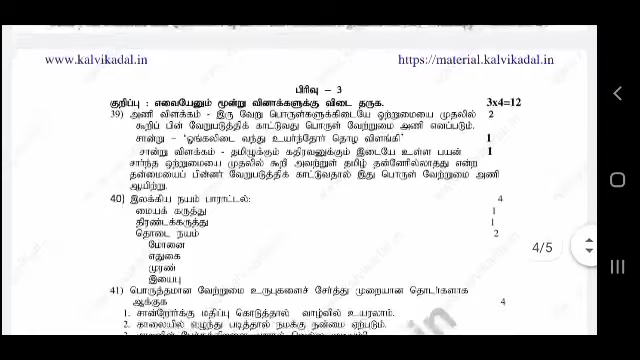 www.kalvikadal.in https://material.kalvikadal.in
பிரிவு – 3
குறிப்பு : எவையேனும் மூன்று வினாக்களுக்கு விடை தருக. 3x4=12
39) அணி விளக்கம் - இரு வேறு பொருள்களுக்கிடையே ஒற்றுமையை முதலில் 2
கூறிப் பின் வேறுபடுத்திக் காட்டுவது பொருள் வேற்றுமை அணி எனப்படும்.
சான்று – ‘ஓங்கலிடை வந்து உயர்ந்தோர் தொழ விளங்கி’ 1
சான்று விளக்கம் - தமிழுக்கும் கதிரவனுக்கும் இடையே உள்ள பயன் 1
சார்ந்த ஒற்றுமையை முதலில் கூறி அவற்றுள் தமிழ் தன்னேரில்லாதது என்ற
தன்மையைப் பின்னர் வேறுபடுத்திக் காட்டுவதால் இது பொருள் வேற்றுமை அணி
ஆயிற்று.
40) இலக்கிய நயம் பாராட்டல்: 4
மையக் கருத்து 1
திரண்டக்கருத்து 1
தொடை நயம் 2
மோனை
எதுகை
முரண்
இயைபு
4/5
41) பொருத்தமான வேற்றுமை உருபுகளைச் சேர்த்து முறையான தொடர்களாக
ஆக்குக 4
1. சான்றோர்க்கு மதிப்பு கொடுத்தால் வாழ்வில் உயரலாம்.
2. காலையில் எழுந்து படித்தால் நமக்கு நன்மை ஏற்படும்.